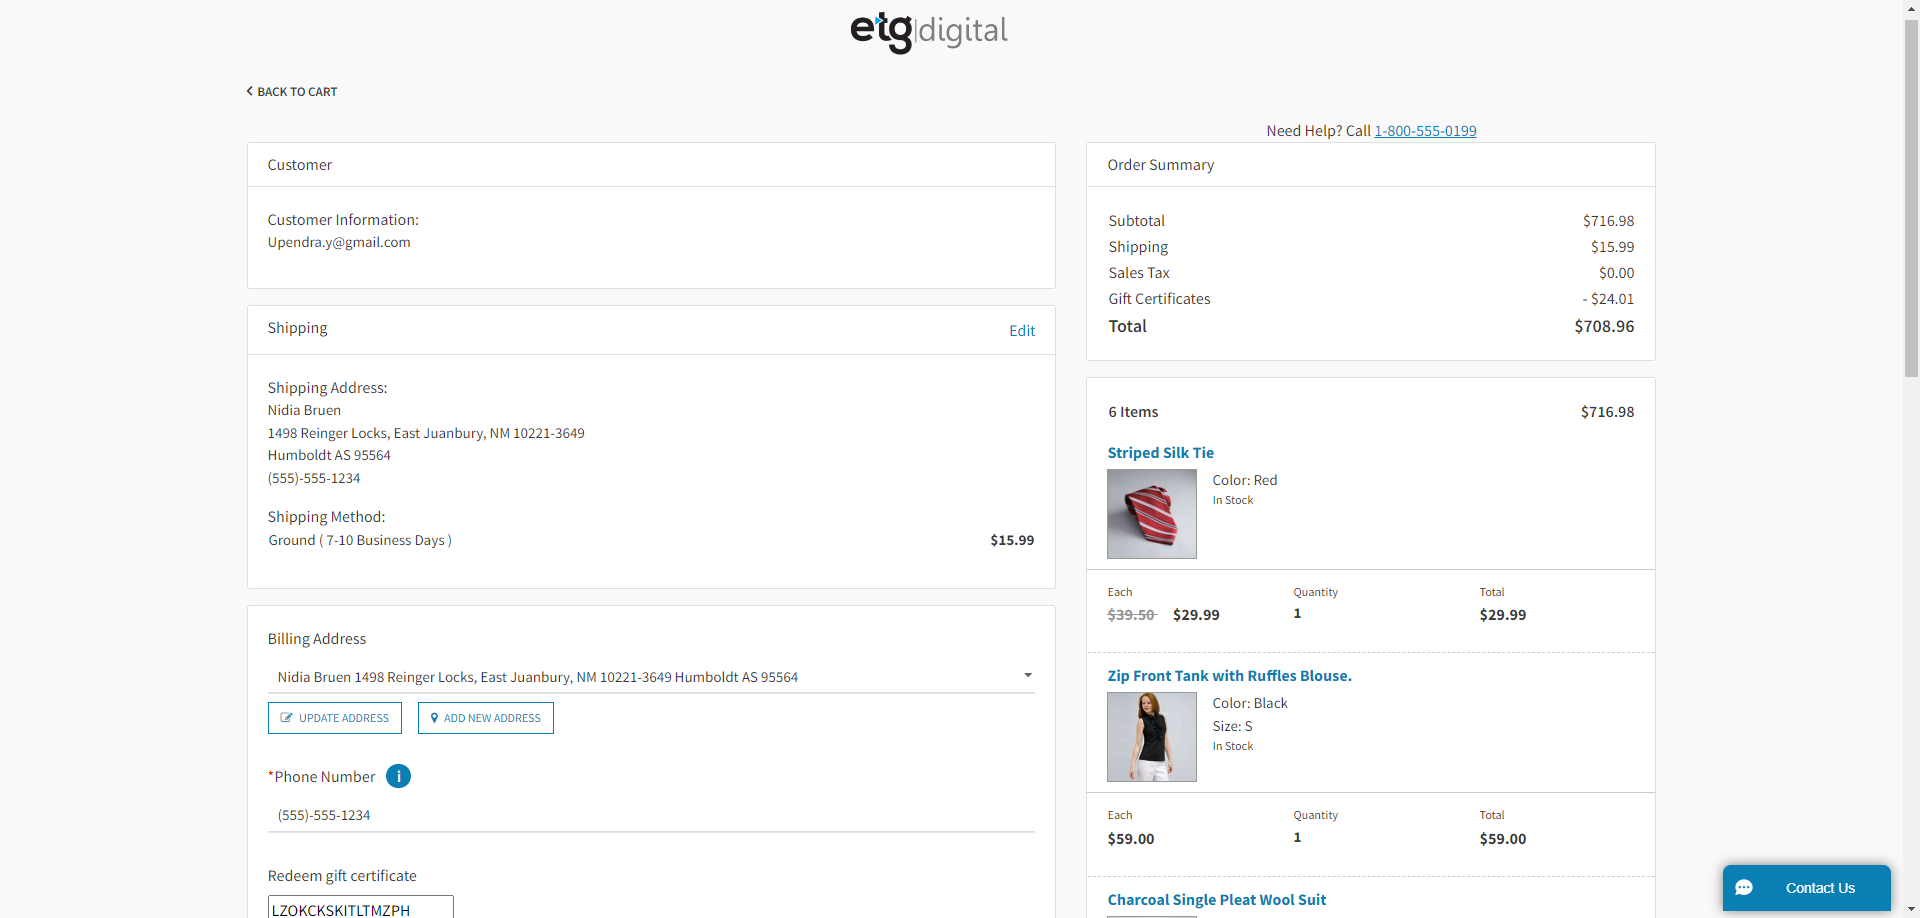 etg|digital
BACK TO CART
Need Help? Call 1-800-555-0199
Customer
Customer Information:
Upendra.y@gmail.com
Shipping
Edit
Shipping Address:
Nidia Bruen
1498 Reinger Locks, East Juanbury, NM 10221-3649
Humboldt AS 95564
(555)-555-1234
Shipping Method:
Ground ( 7-10 Business Days )
$15.99
Billing Address
Nidia Bruen 1498 Reinger Locks, East Juanbury, NM 10221-3649 Humboldt AS 95564
UPDATE ADDRESS
ADD NEW ADDRESS
*Phone Number i
(555)-555-1234
Redeem gift certificate
LZOKCKSKITLTMZPH
Order Summary
Subtotal $716.98
Shipping $15.99
Sales Tax $0.00
Gift Certificates - $24.01
Total $708.96
6 Items $716.98
Striped Silk Tie
Color: Red
In Stock
Each Quantity Total
$39.50 $29.99 1 $29.99
Zip Front Tank with Ruffles Blouse.
Color: Black
Size: S
In Stock
Each Quantity Total
$59.00 1 $59.00
Charcoal Single Pleat Wool Suit
Contact Us